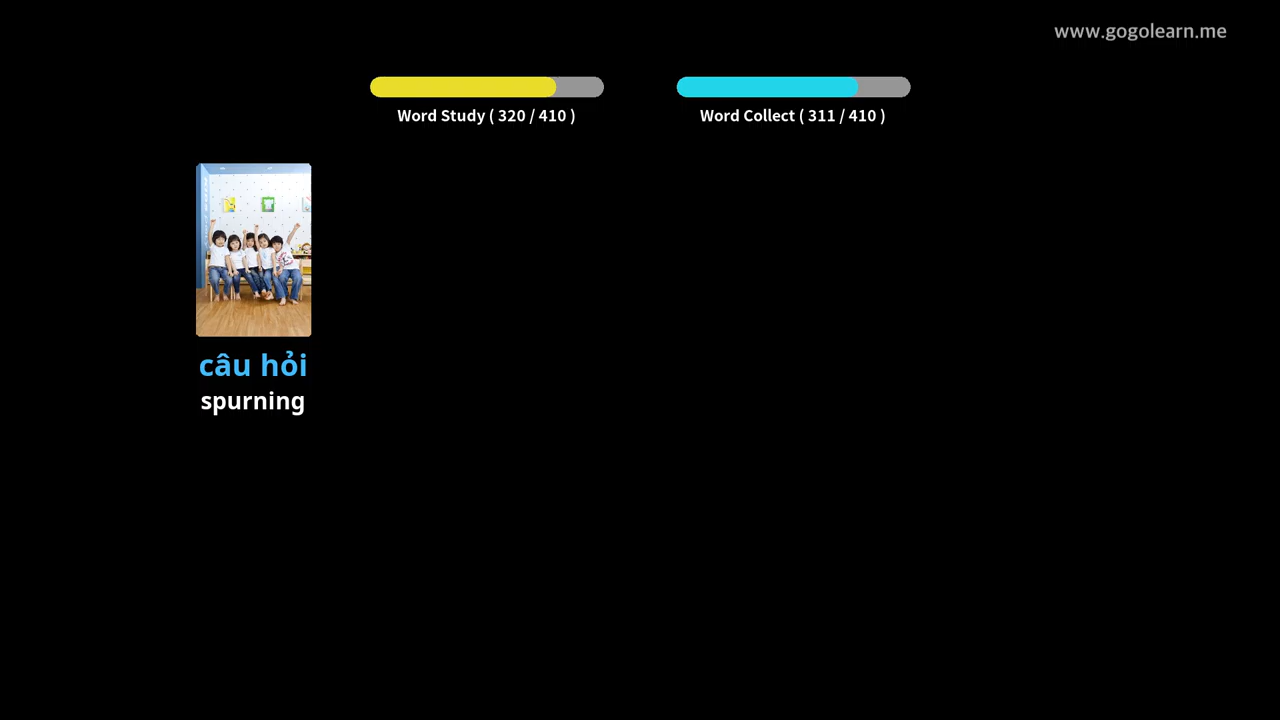 www.gogolearn.me
Word Study ( 320 / 410 )
Word Collect ( 311 / 410 )
câu hỏi
spurning